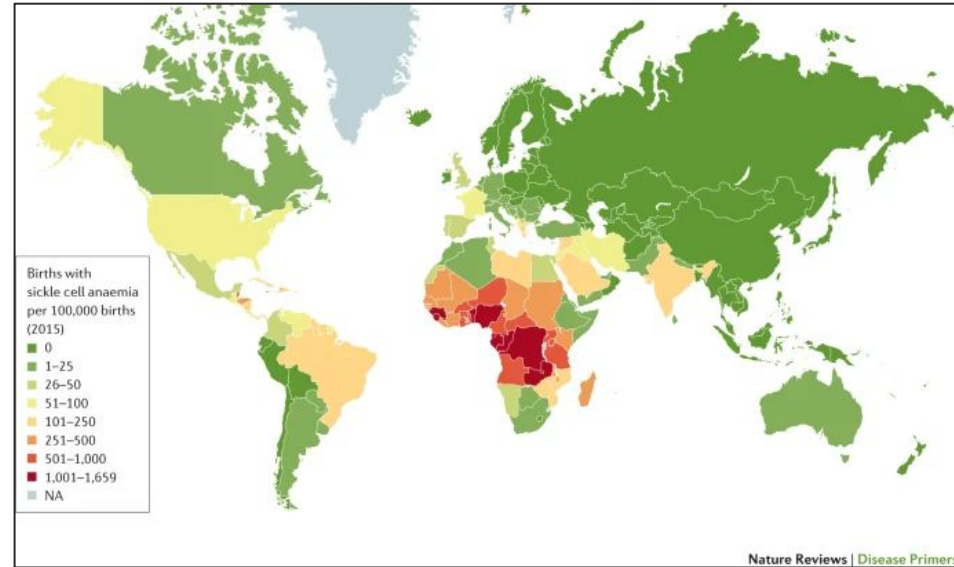 Births with
sickle cell anaemia
per 100,000 births
(2015)
0
1–25
26–50
51–100
101–250
251–500
501–1,000
1,001–1,659
NA
Nature Reviews | Disease Primers